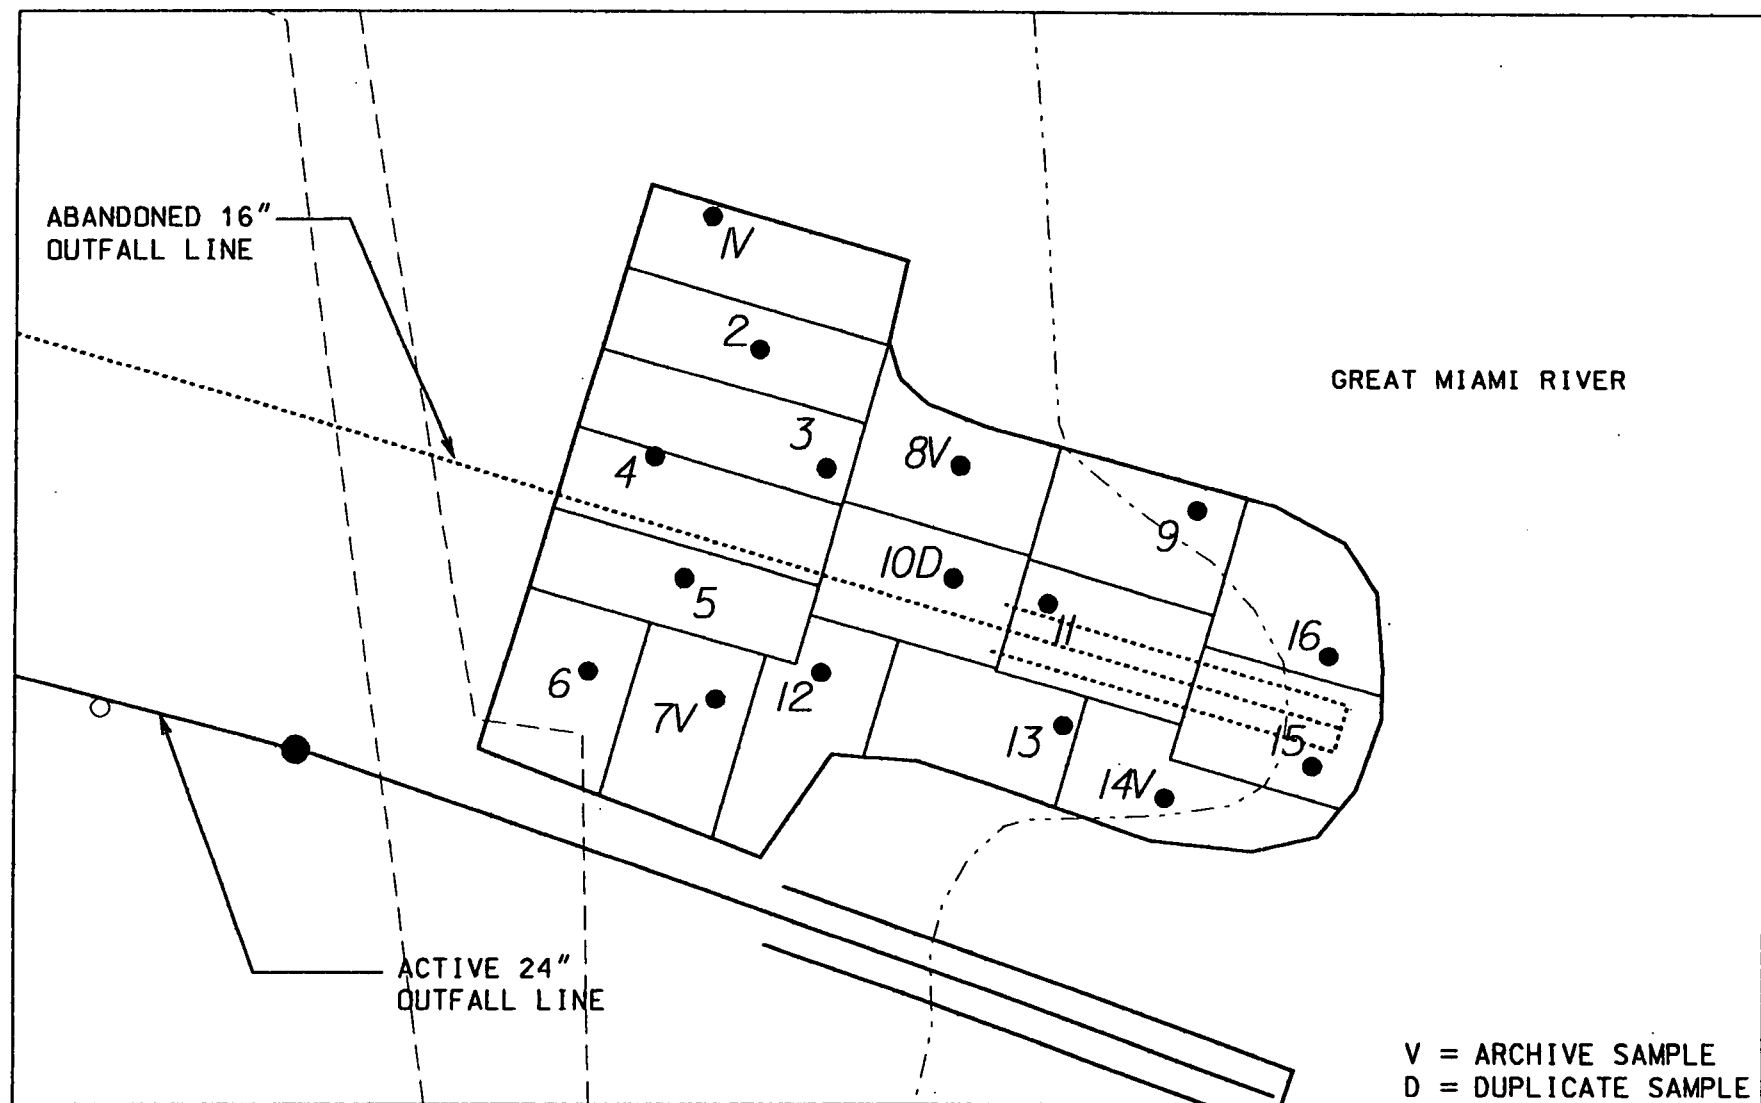 ABANDONED 16"
OUTFALL LINE
1V
2
3
4
5
6
7V
8V
9
10D
11
12
13
14V
15
16
GREAT MIAMI RIVER
ACTIVE 24"
OUTFALL LINE
V = ARCHIVE SAMPLE
D = DUPLICATE SAMPLE